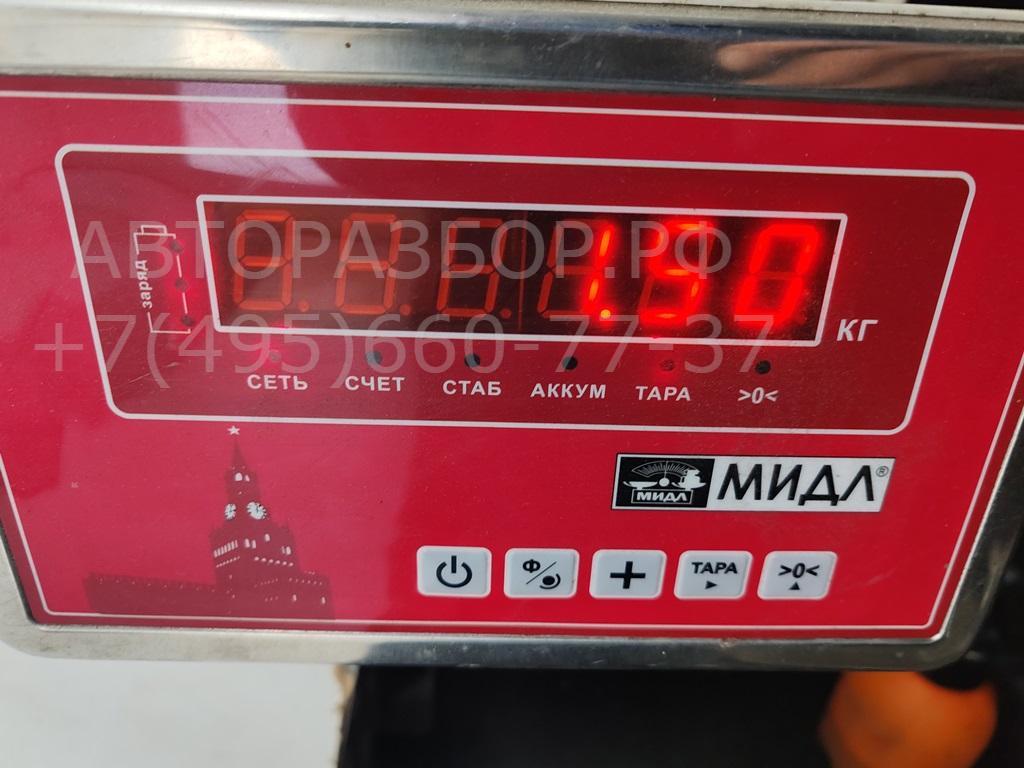 АВТОРАЗБОР.РФ
заряд
1.50
КГ
+7(495)660-77-37
СЕТЬ СЧЕТ СТАБ АККУМ ТАРА >0<
МИДЛ МИДЛ®
Ф + ТАРА >0<